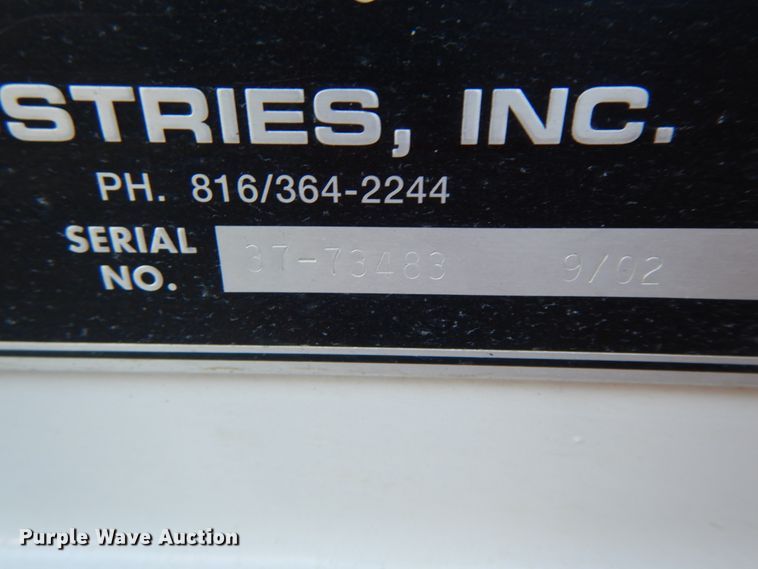 STRIES, INC.
PH. 816/364-2244
SERIAL NO. 37-73483 9/02
Purple Wave Auction